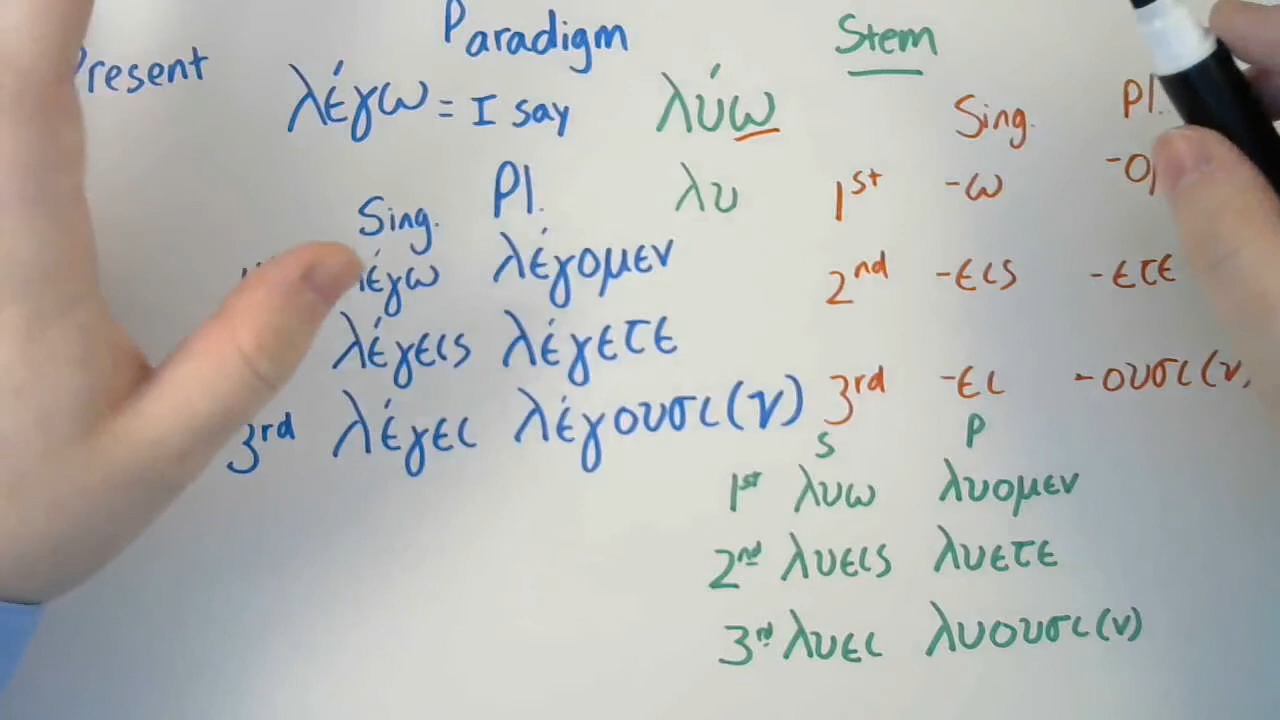 Paradigm
Stem
Present
λέγω = I say
λύω
Sing. Pl.
Sing. Pl.
λυ
1st -ω
λέγομεν
2nd -εις -ετε
λέγεις λέγετε
3rd -ει -ουσι(ν
3rd λέγει λέγουσι(ν)
S P
1st λυω λυομεν
2nd λυεις λυετε
3rd λυει λυουσι(ν)